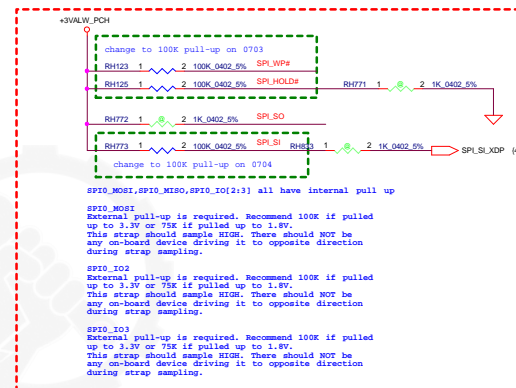 +3VALW_PCH
change to 100K pull-up on 0703
RH123 1 2 100K_0402_5% SPI_WP#
RH125 1 2 100K_0402_5% SPI_HOLD# RH771 1 @ 2 1K_0402_5%
RH772 1 @ 2 1K_0402_5% SPI_SO
RH773 1 2 100K_0402_5% SPI_SI RH833 1 @ 2 1K_0402_5% SPI_SI_XDP
change to 100K pull-up on 0704
SPI0_MOSI,SPI0_MISO,SPI0_IO[2:3] all have internal pull up
SPI0_MOSI
External pull-up is required. Recommend 100K if pulled
up to 3.3V or 75K if pulled up to 1.8V.
This strap should sample HIGH. There should NOT be
any on-board device driving it to opposite direction
during strap sampling.
SPI0_IO2
External pull-up is required. Recommend 100K if pulled
up to 3.3V or 75K if pulled up to 1.8V.
This strap should sample HIGH. There should NOT be
any on-board device driving it to opposite direction
during strap sampling.
SPI0_IO3
External pull-up is required. Recommend 100K if pulled
up to 3.3V or 75K if pulled up to 1.8V.
This strap should sample HIGH. There should NOT be
any on-board device driving it to opposite direction
during strap sampling.